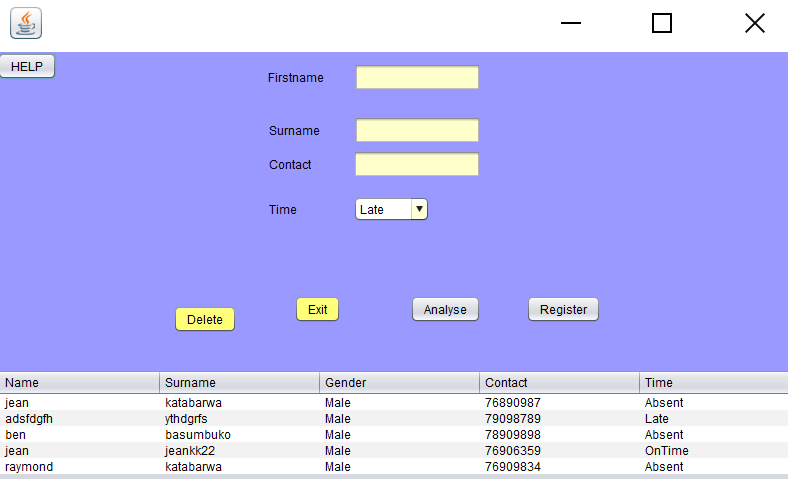 HELP
Firstname
Surname
Contact
Time Late
Delete Exit Analyse Register
Name Surname Gender Contact Time
jean katabarwa Male 76890987 Absent
adsfdgfh ythdgrfs Male 79098789 Late
ben basumbuko Male 78909898 Absent
jean jeankk22 Male 76906359 OnTime
raymond katabarwa Male 76909834 Absent